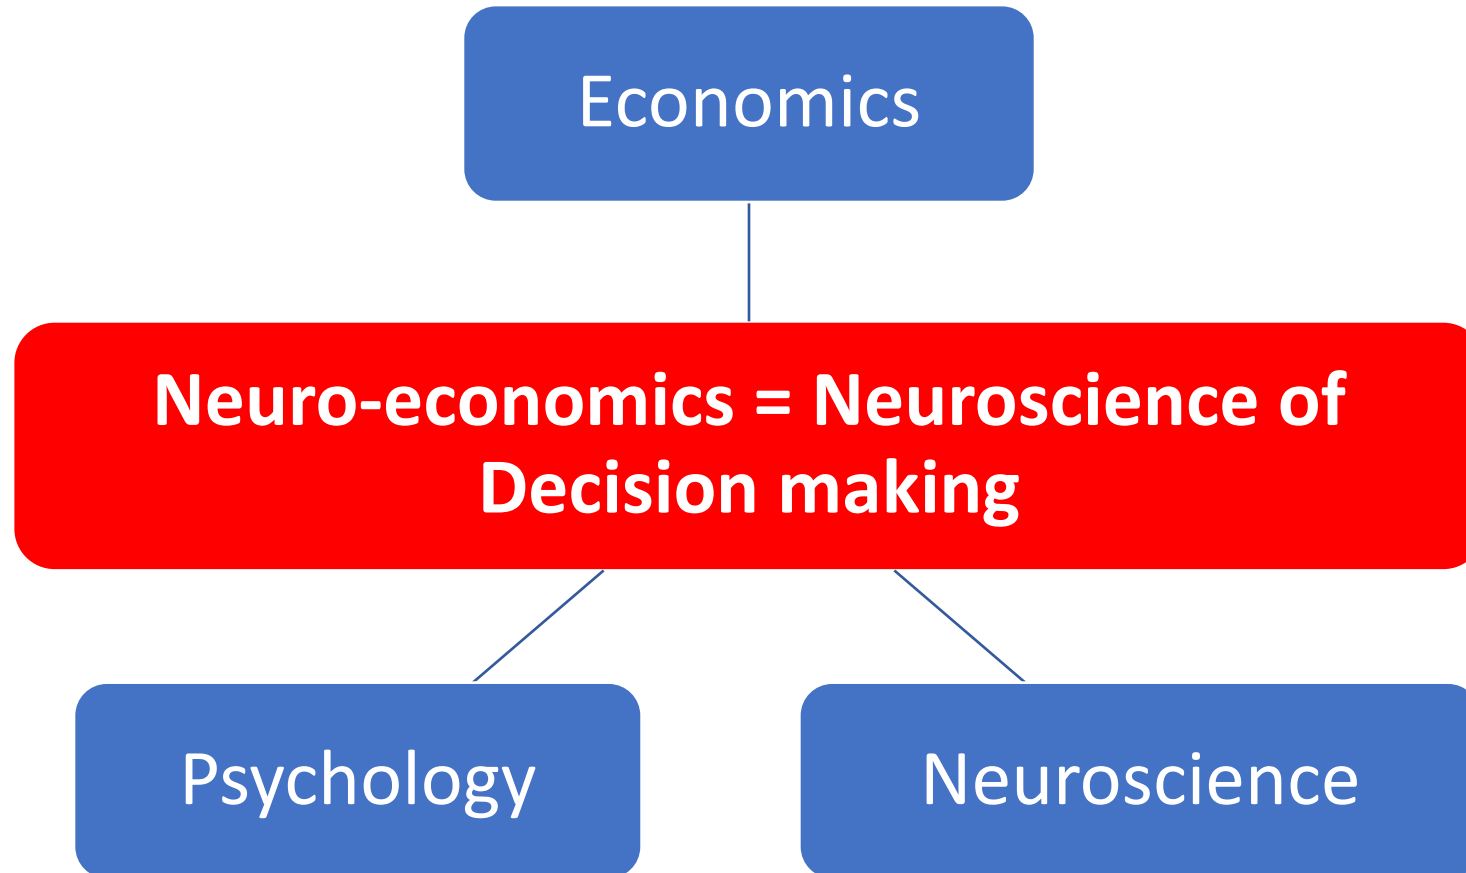 Economics
Neuro-economics = Neuroscience of
Decision making
Psychology
Neuroscience